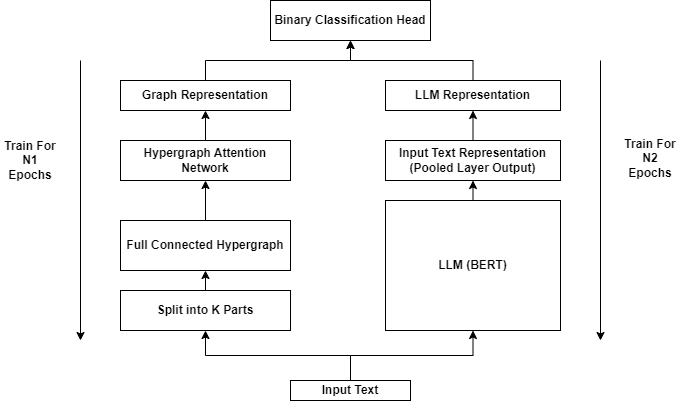 Binary Classification Head
Graph Representation
LLM Representation
Train For
N1
Epochs
Hypergraph Attention
Network
Input Text Representation
(Pooled Layer Output)
Train For
N2
Epochs
Full Connected Hypergraph
LLM (BERT)
Split into K Parts
Input Text